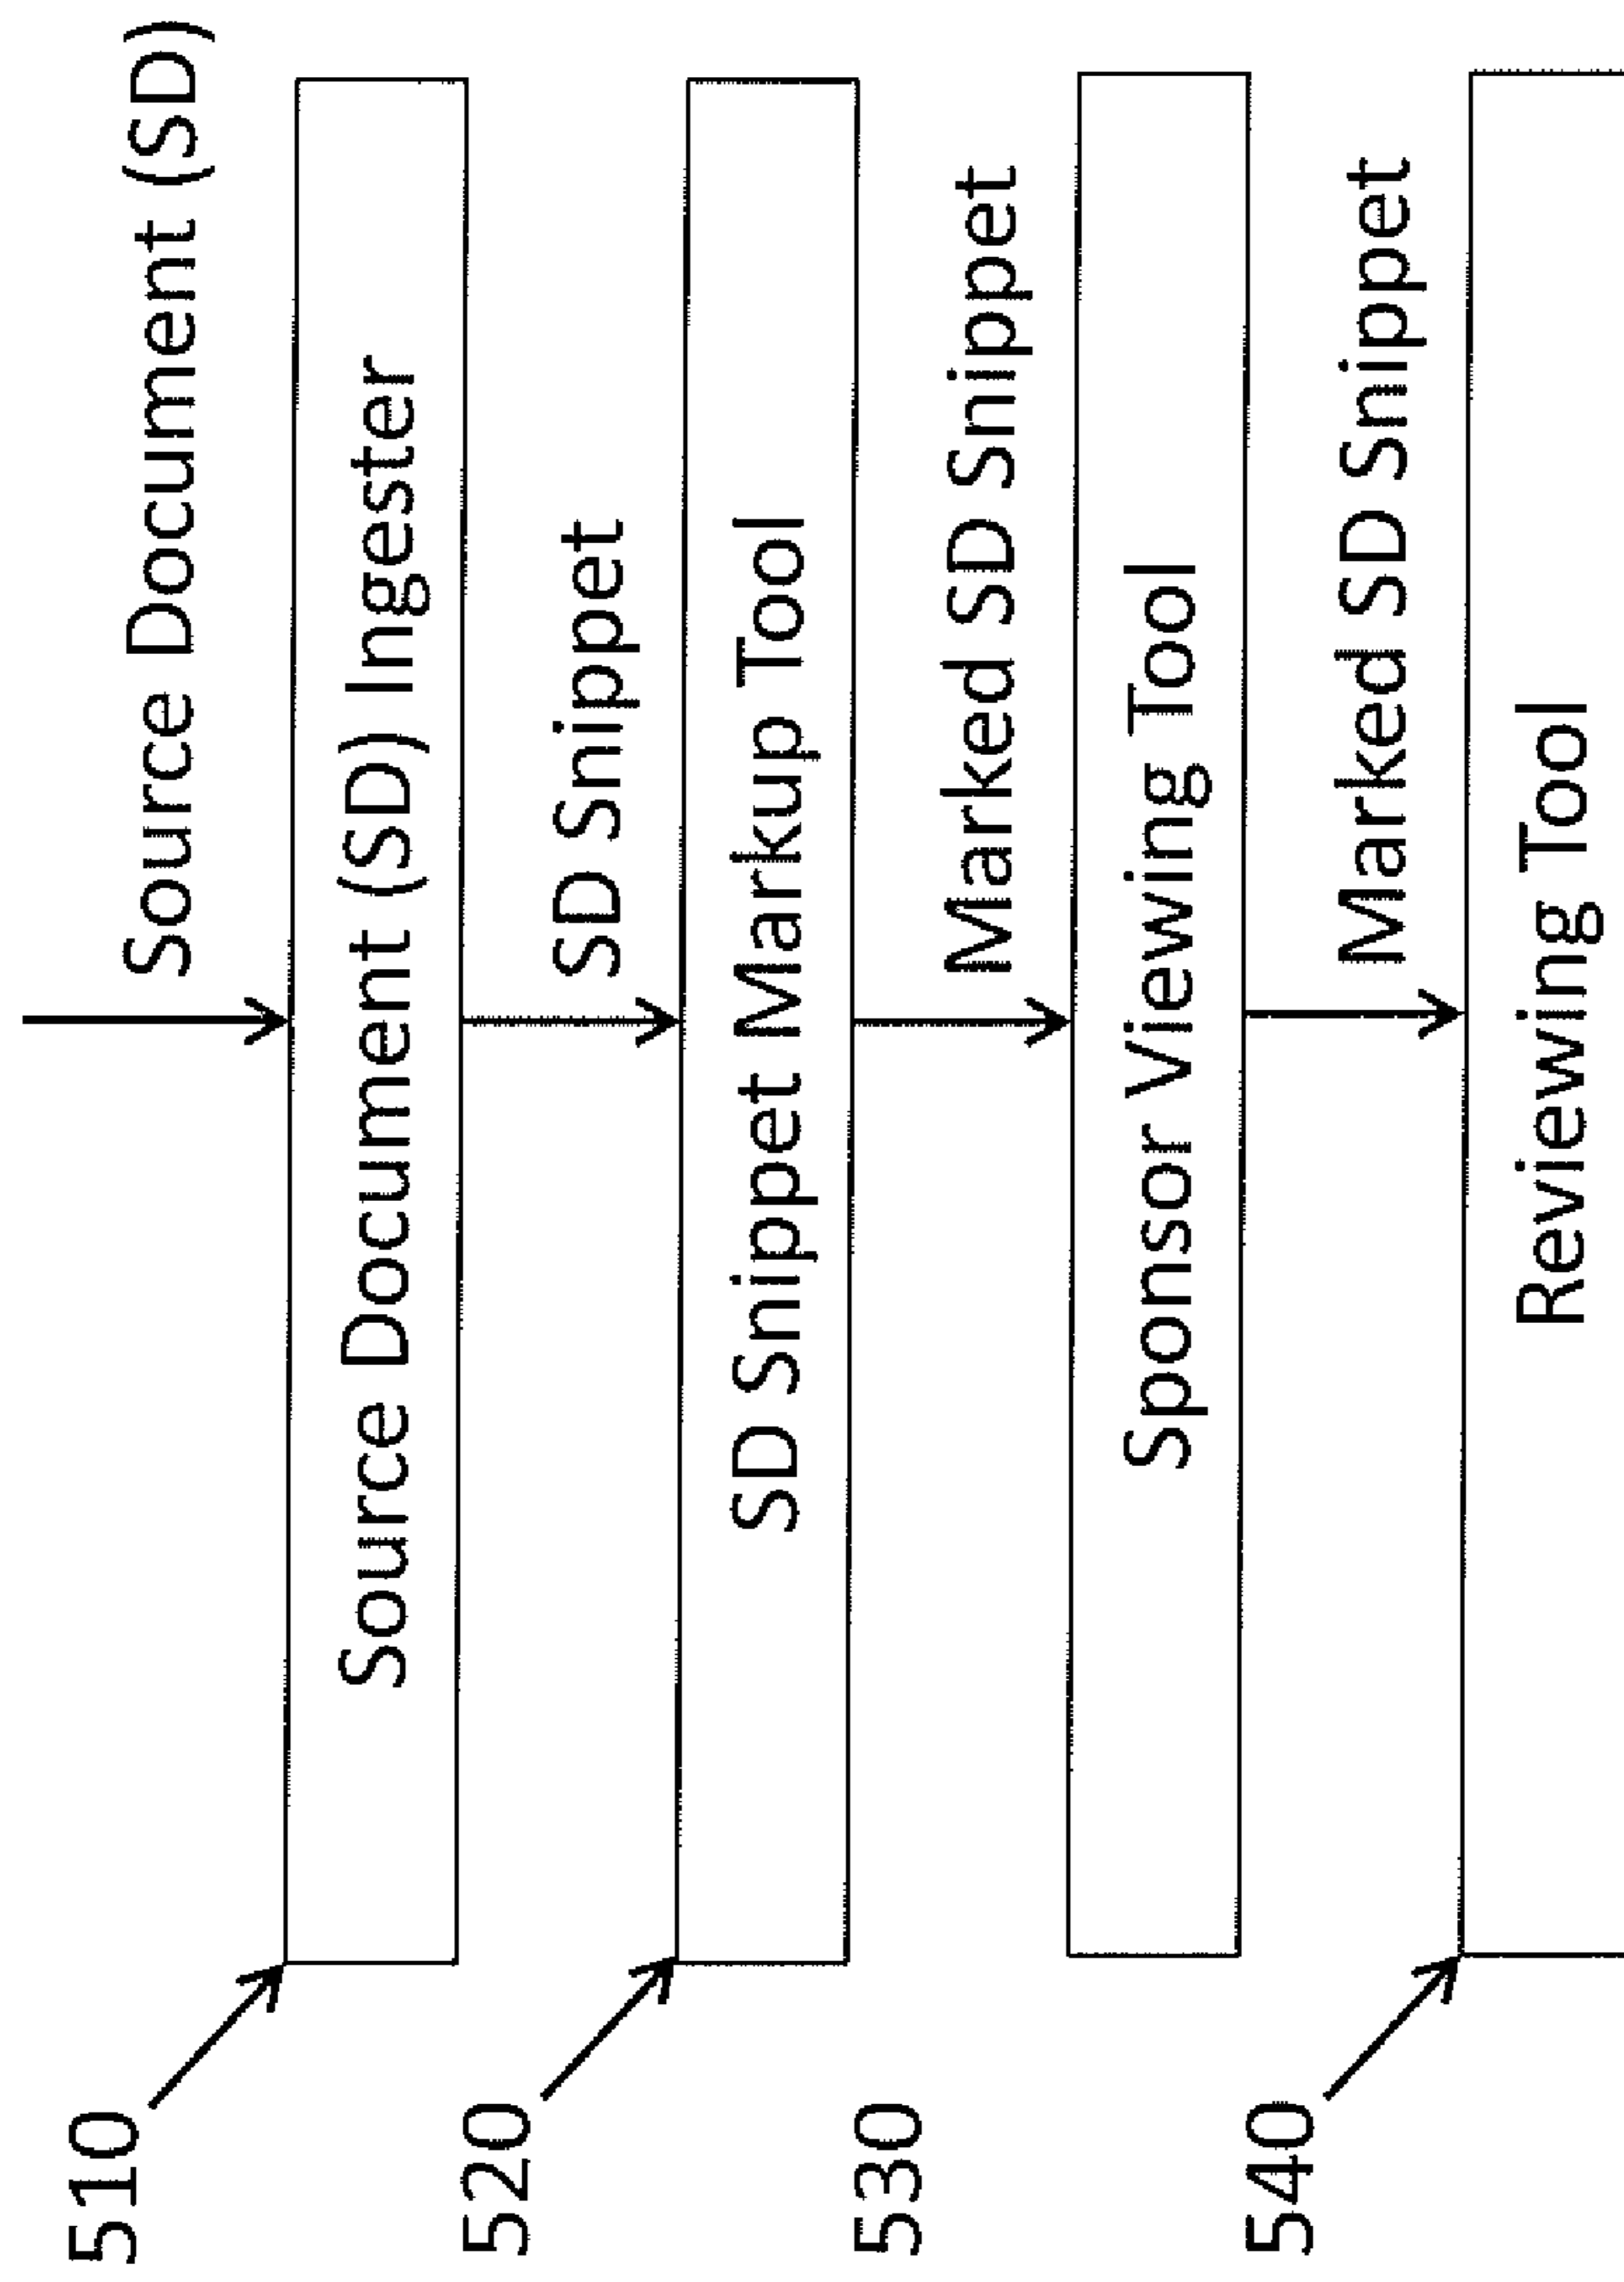 Source Document (SD)
510
Source Document (SD) Ingester
SD Snippet
520
SD Snippet Markup Tool
Marked SD Snippet
530
Sponsor Viewing Tool
Marked SD Snippet
540
Reviewing Tool